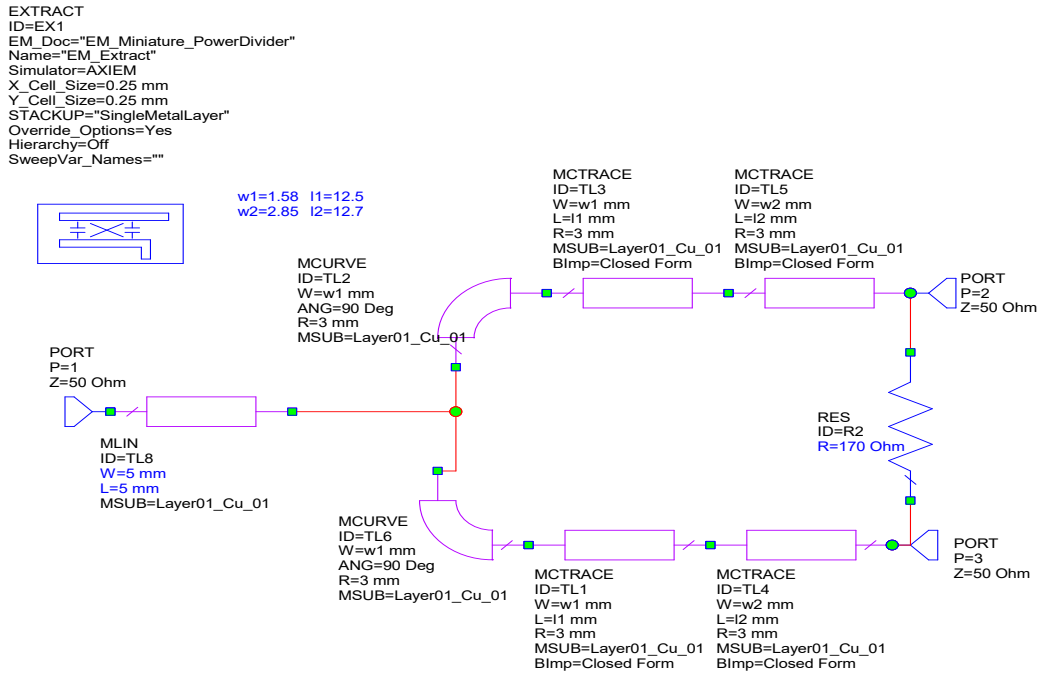 EXTRACT
ID=EX1
EM_Doc="EM_Miniature_PowerDivider"
Name="EM_Extract"
Simulator=AXIEM
X_Cell_Size=0.25 mm
Y_Cell_Size=0.25 mm
STACKUP="SingleMetalLayer"
Override_Options=Yes
Hierarchy=Off
SweepVar_Names=""
w1=1.58 l1=12.5
w2=2.85 l2=12.7
MCTRACE
ID=TL3
W=w1 mm
L=l1 mm
R=3 mm
MSUB=Layer01_Cu_01
BImp=Closed Form
MCTRACE
ID=TL5
W=w2 mm
L=l2 mm
R=3 mm
MSUB=Layer01_Cu_01
BImp=Closed Form
MCURVE
ID=TL2
W=w1 mm
ANG=90 Deg
R=3 mm
MSUB=Layer01_Cu_01
PORT
P=2
Z=50 Ohm
PORT
P=1
Z=50 Ohm
MLIN
ID=TL8
W=5 mm
L=5 mm
MSUB=Layer01_Cu_01
RES
ID=R2
R=170 Ohm
MCURVE
ID=TL6
W=w1 mm
ANG=90 Deg
R=3 mm
MSUB=Layer01_Cu_01
MCTRACE
ID=TL1
W=w1 mm
L=l1 mm
R=3 mm
MSUB=Layer01_Cu_01
BImp=Closed Form
MCTRACE
ID=TL4
W=w2 mm
L=l2 mm
R=3 mm
MSUB=Layer01_Cu_01
BImp=Closed Form
PORT
P=3
Z=50 Ohm